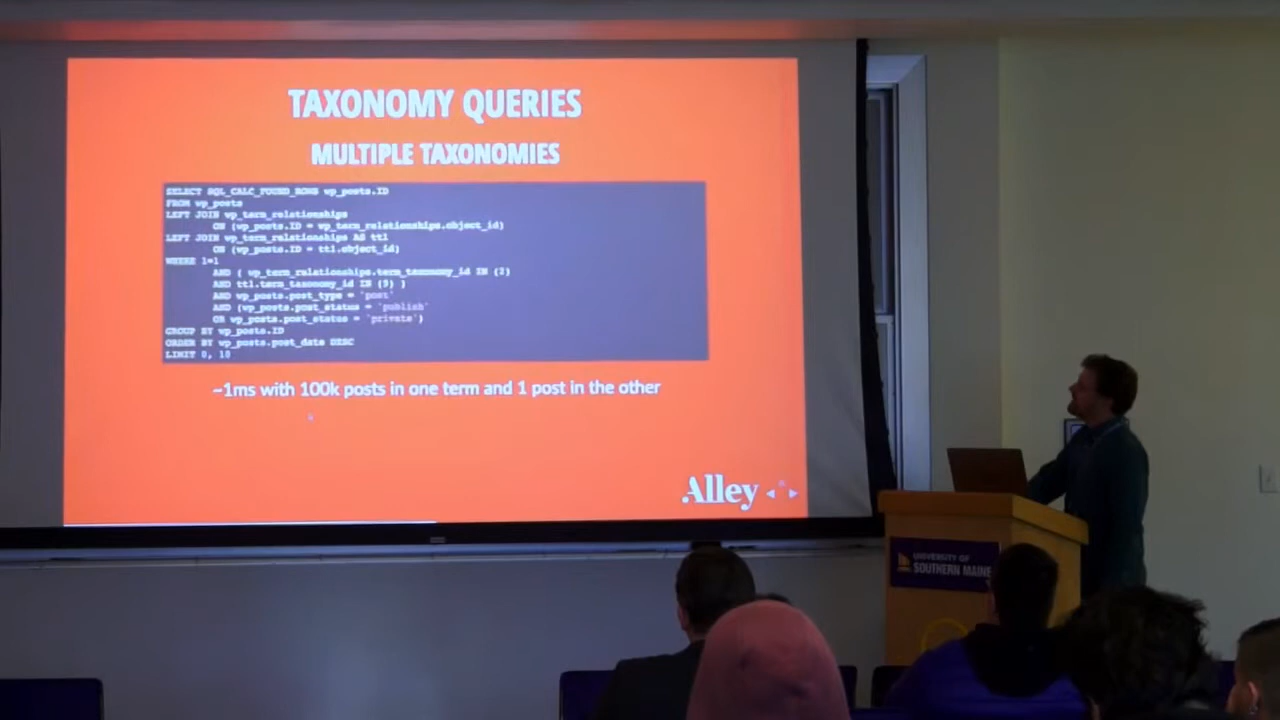 TAXONOMY QUERIES
MULTIPLE TAXONOMIES
SELECT SQL_CALC_FOUND_ROWS wp_posts.ID
FROM wp_posts
LEFT JOIN wp_term_relationships
ON (wp_posts.ID = wp_term_relationships.object_id)
LEFT JOIN wp_term_relationships AS tt1
ON (wp_posts.ID = tt1.object_id)
WHERE 1=1
AND ( wp_term_relationships.term_taxonomy_id IN (2)
AND tt1.term_taxonomy_id IN (9) )
AND wp_posts.post_type = 'post'
AND (wp_posts.post_status = 'publish'
OR wp_posts.post_status = 'private')
GROUP BY wp_posts.ID
ORDER BY wp_posts.post_date DESC
LIMIT 0, 10
~1ms with 100k posts in one term and 1 post in the other
Alley
UNIVERSITY OF
SOUTHERN MAINE